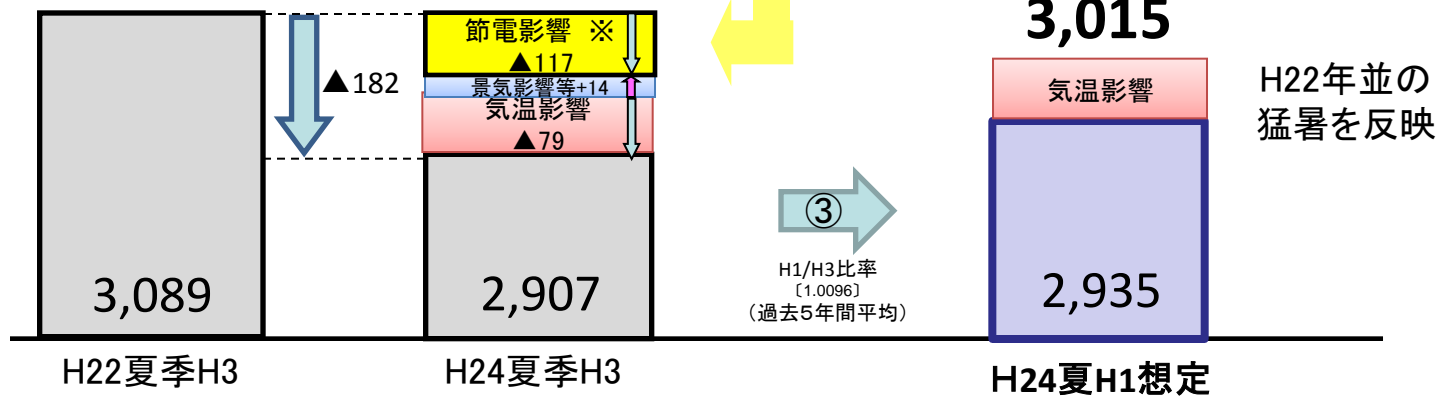 3,015
節電影響 ※
▲117
▲182
景気影響等+14
気温影響
▲79
気温影響
H22年並の
猛暑を反映
③
H1/H3比率
〔1.0096〕
（過去5年間平均）
3,089
2,907
2,935
H22夏季H3
H24夏季H3
H24夏H1想定